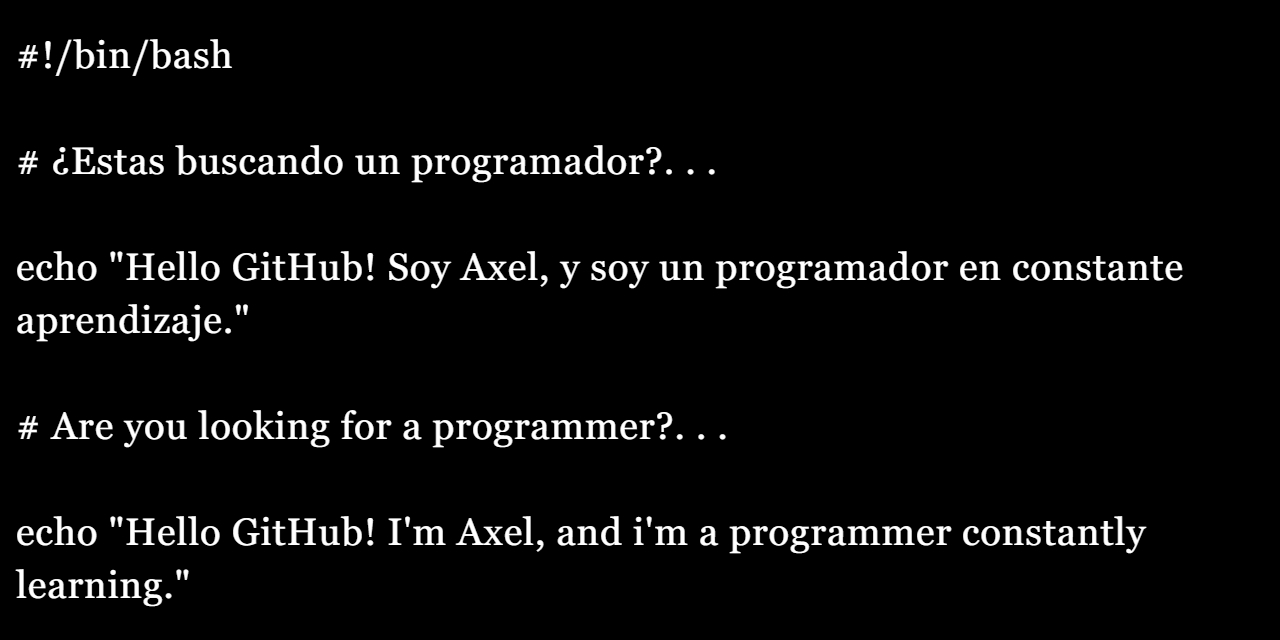 #!/bin/bash
# ¿Estas buscando un programador?. . .
echo "Hello GitHub! Soy Axel, y soy un programador en constante
aprendizaje."
# Are you looking for a programmer?. . .
echo "Hello GitHub! I'm Axel, and i'm a programmer constantly
learning."